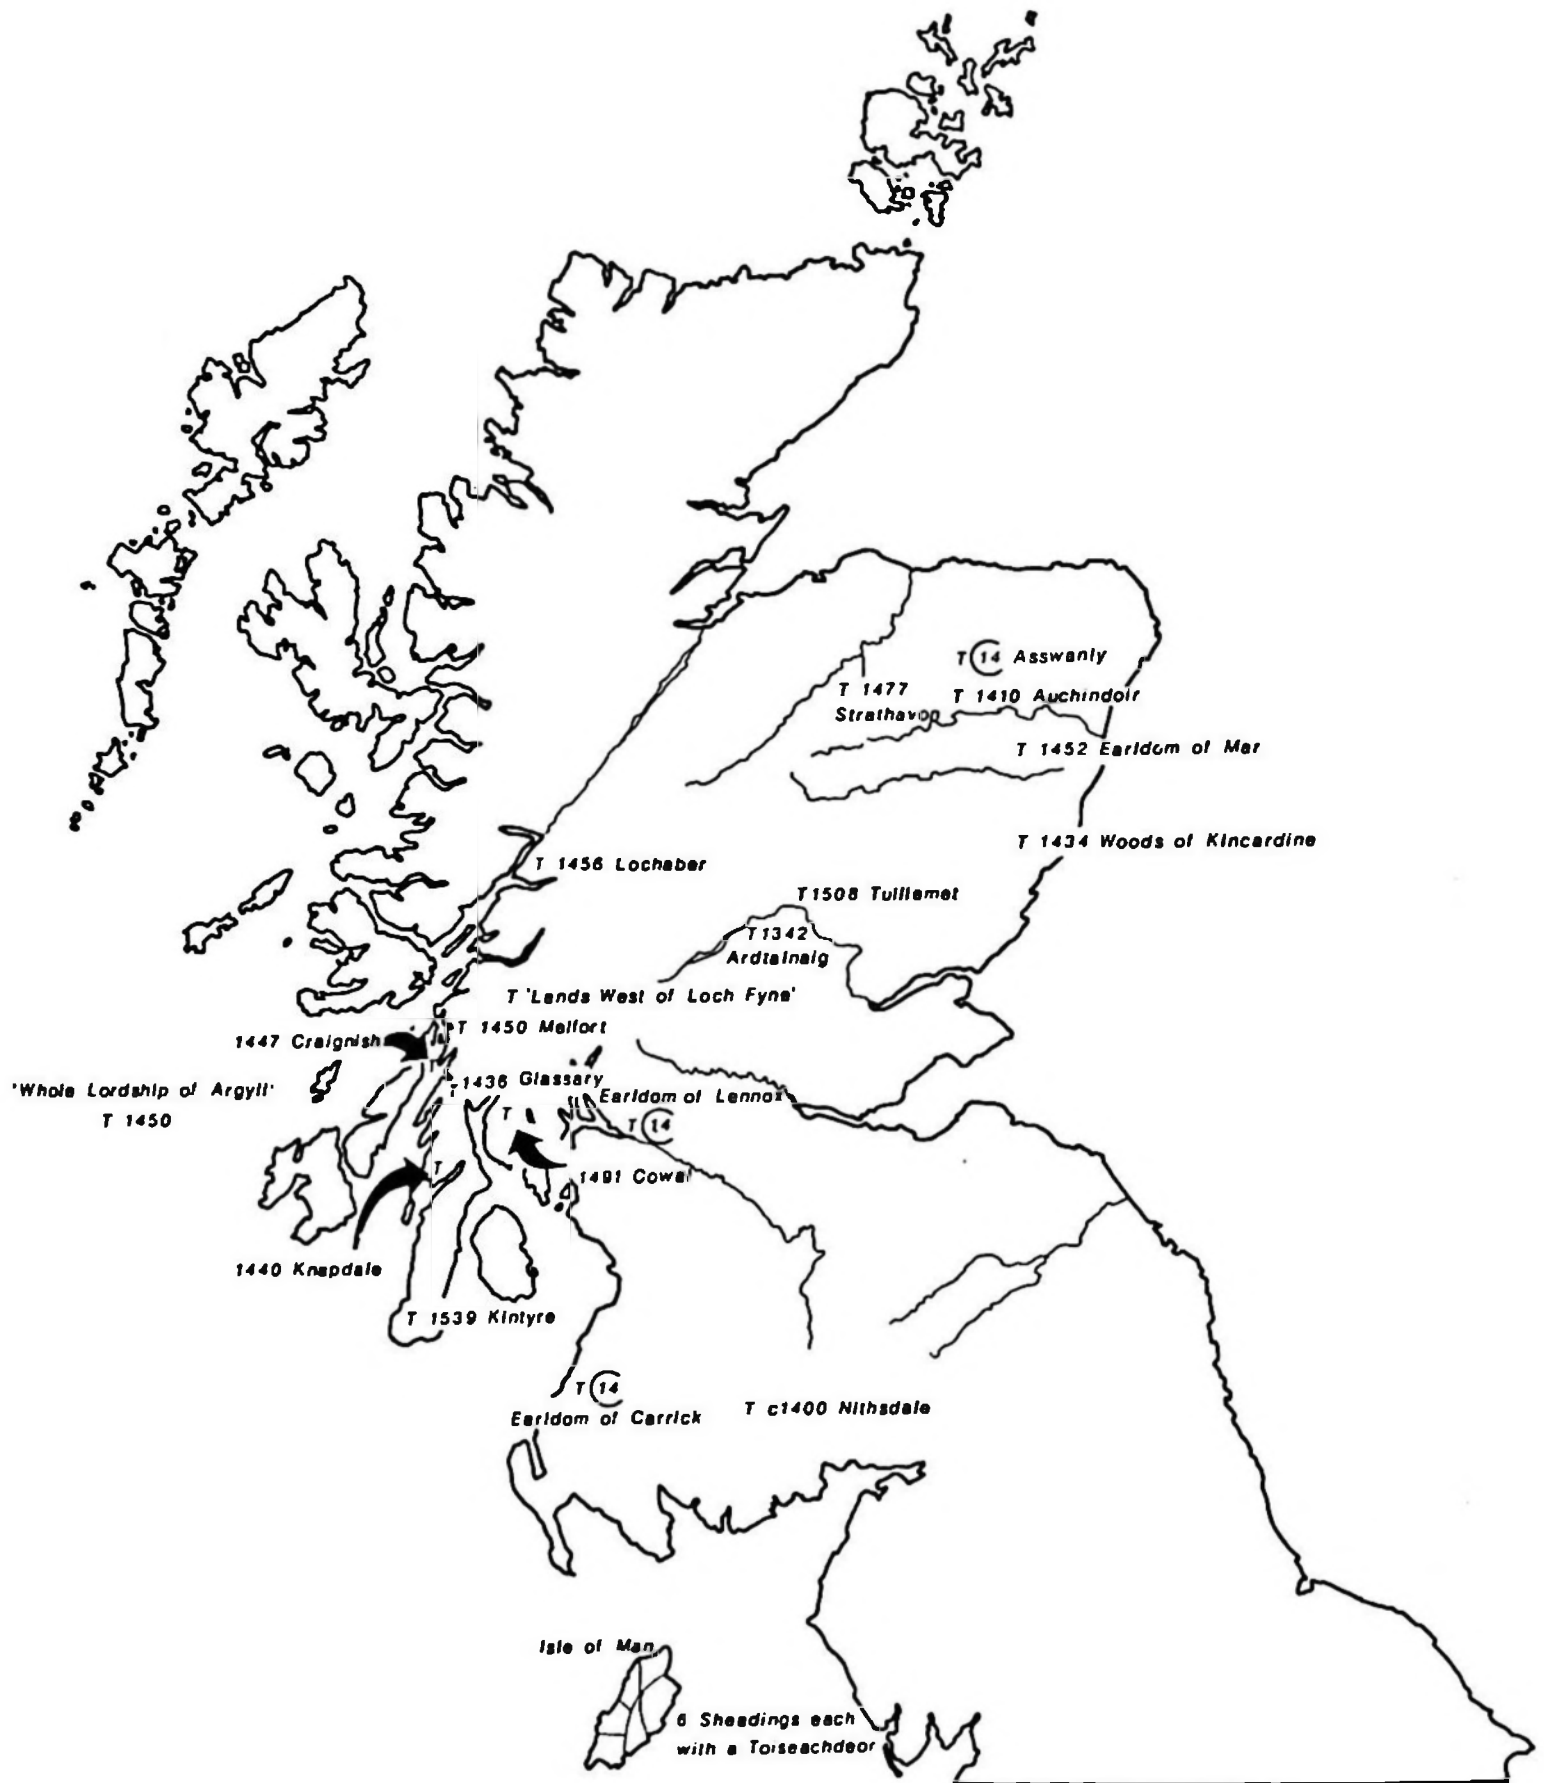 T (14 Asswanly
T 1477
Strathavon
T 1410 Auchindoir
T 1452 Earldom of Mar
T 1434 Woods of Kincardine
T 1456 Lochaber
T1508 Tulliemet
T1342
Ardtalnaig
T 'Lands West of Loch Fyne'
T 1450 Melfort
1447 Craignish
T
'Whole Lordship of Argyll'
T 1450
T 1436 Glassary
Earldom of Lennox
T (14
T
1491 Cowal
T
1440 Knapdale
T 1539 Kintyre
T (14
Earldom of Carrick
T c1400 Nithsdale
Isle of Man
6 Sheadings each
with a Toiseachdeor